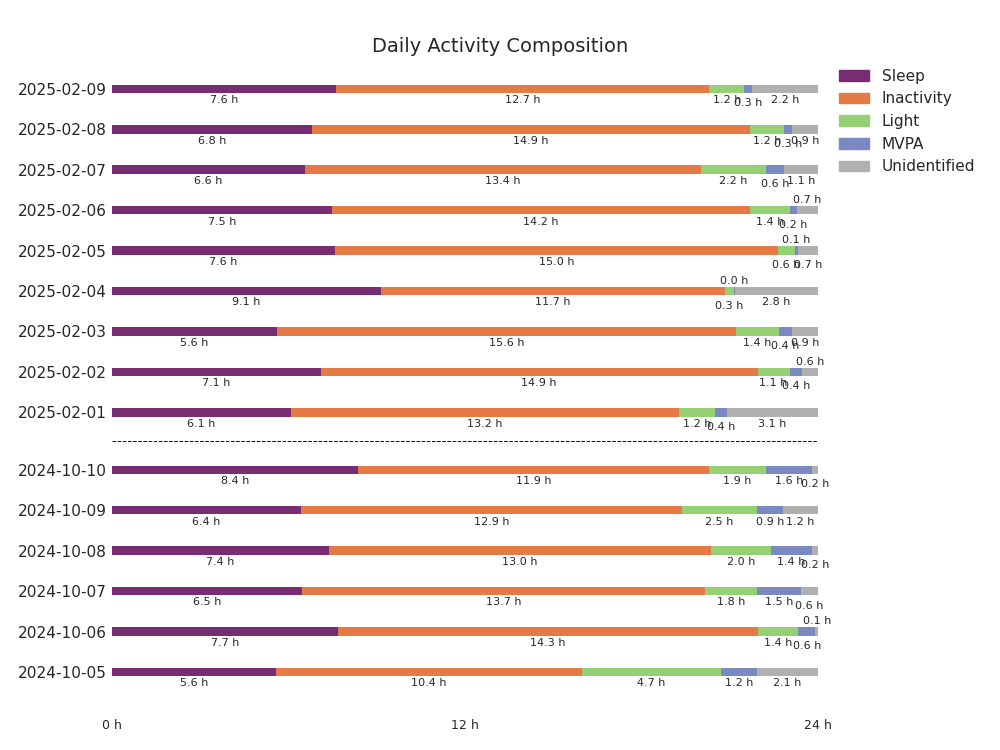 Daily Activity Composition
Sleep
Inactivity
Light
MVPA
Unidentified
2025-02-09
7.6 h 12.7 h 1.2 h 0.3 h 2.2 h
2025-02-08
6.8 h 14.9 h 1.2 h 0.3 h 0.9 h
2025-02-07
6.6 h 13.4 h 2.2 h 0.6 h 1.1 h
2025-02-06
7.5 h 14.2 h 1.4 h 0.2 h 0.7 h
2025-02-05
7.6 h 15.0 h 0.6 h 0.1 h 0.7 h
2025-02-04
9.1 h 11.7 h 0.3 h 0.0 h 2.8 h
2025-02-03
5.6 h 15.6 h 1.4 h 0.4 h 0.9 h
2025-02-02
7.1 h 14.9 h 1.1 h 0.4 h 0.6 h
2025-02-01
6.1 h 13.2 h 1.2 h 0.4 h 3.1 h
2024-10-10
8.4 h 11.9 h 1.9 h 1.6 h 0.2 h
2024-10-09
6.4 h 12.9 h 2.5 h 0.9 h 1.2 h
2024-10-08
7.4 h 13.0 h 2.0 h 1.4 h 0.2 h
2024-10-07
6.5 h 13.7 h 1.8 h 1.5 h 0.6 h
2024-10-06
7.7 h 14.3 h 1.4 h 0.6 h 0.1 h
2024-10-05
5.6 h 10.4 h 4.7 h 1.2 h 2.1 h
0 h 12 h 24 h